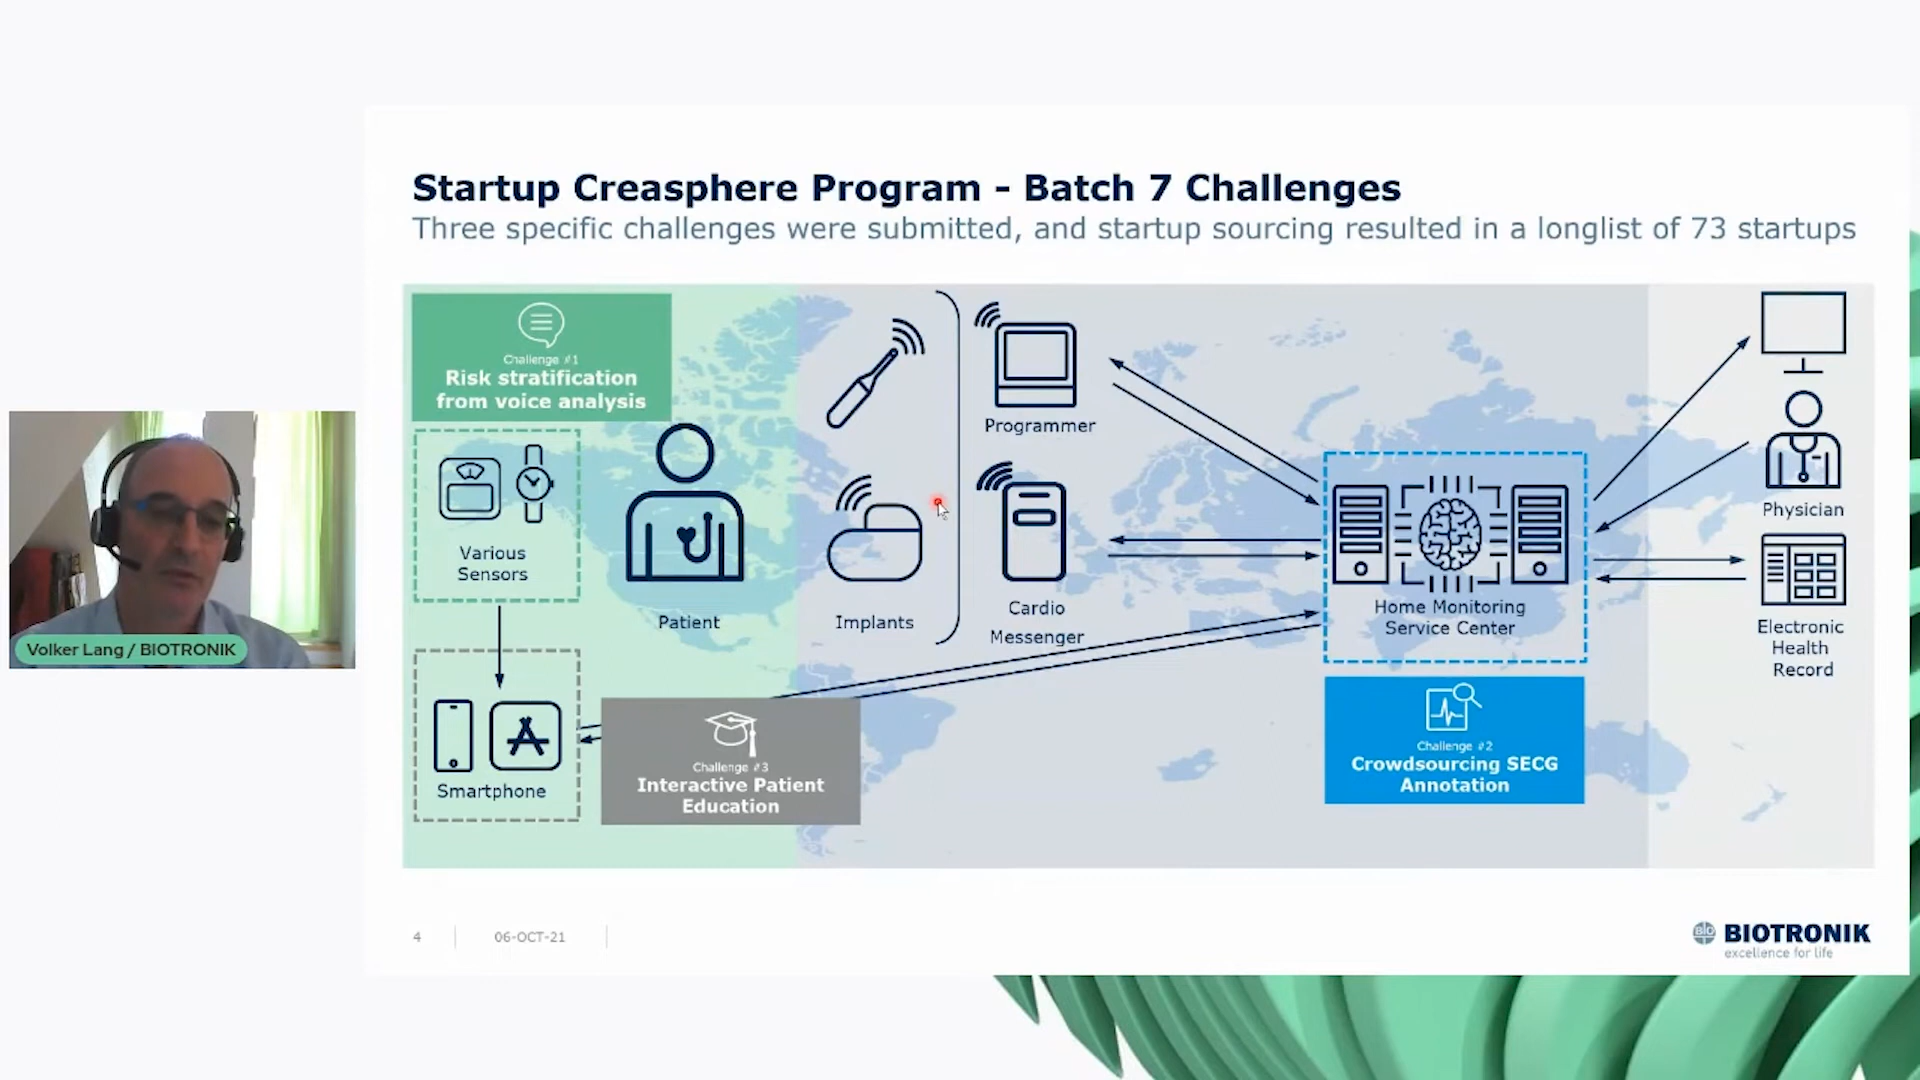 Startup Creasphere Program - Batch 7 Challenges
Three specific challenges were submitted, and startup sourcing resulted in a longlist of 73 startups
Challenge #1
Risk stratification
from voice analysis
Various
Sensors
Smartphone
Patient
Implants
Programmer
Cardio
Messenger
Challenge #3
Interactive Patient
Education
Home Monitoring
Service Center
Challenge #2
Crowdsourcing SECG
Annotation
Physician
Electronic
Health
Record
Volker Lang / BIOTRONIK
4
06-OCT-21
BIO
BIOTRONIK
excellence for life